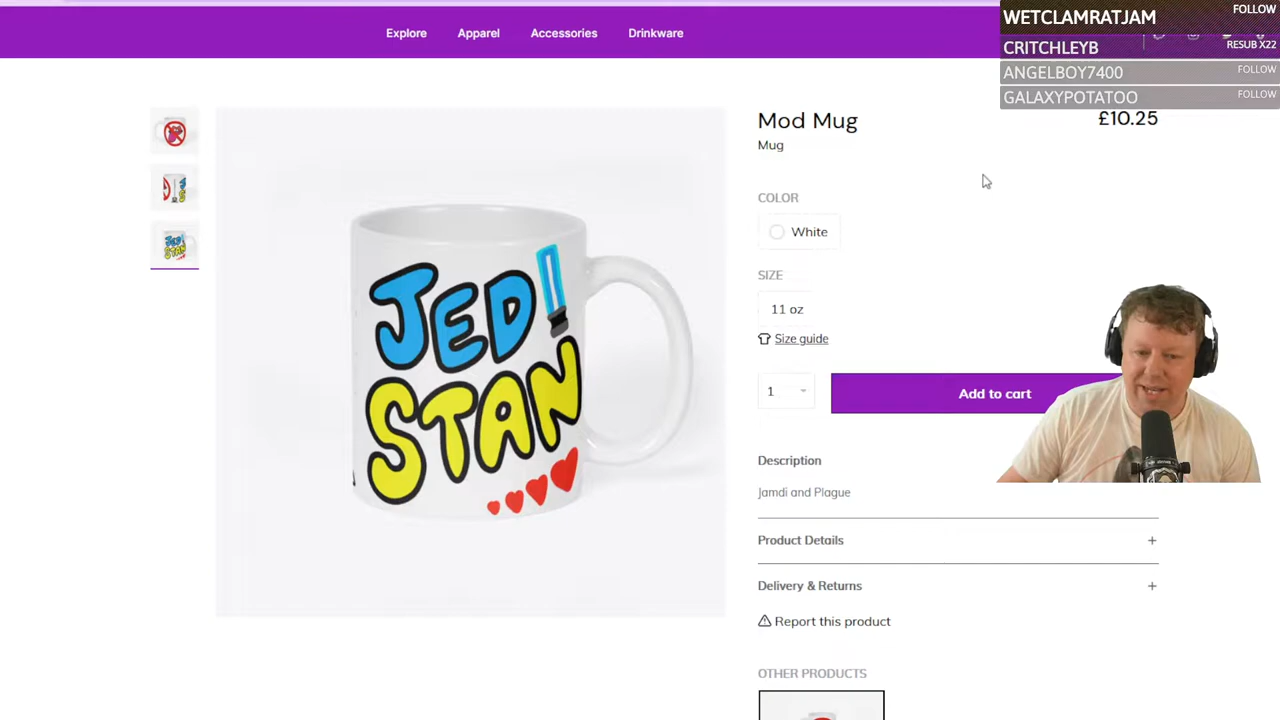 Explore Apparel Accessories Drinkware
WETCLAMRATJAM FOLLOW
CRITCHLEYB RESUB X22
ANGELBOY7400 FOLLOW
GALAXYPOTATOO FOLLOW
Mod Mug £10.25
Mug
COLOR
White
SIZE
11 oz
Size guide
1 Add to cart
Description
Jamdi and Plague
Product Details +
Delivery & Returns +
Report this product
OTHER PRODUCTS
JED!
STAN